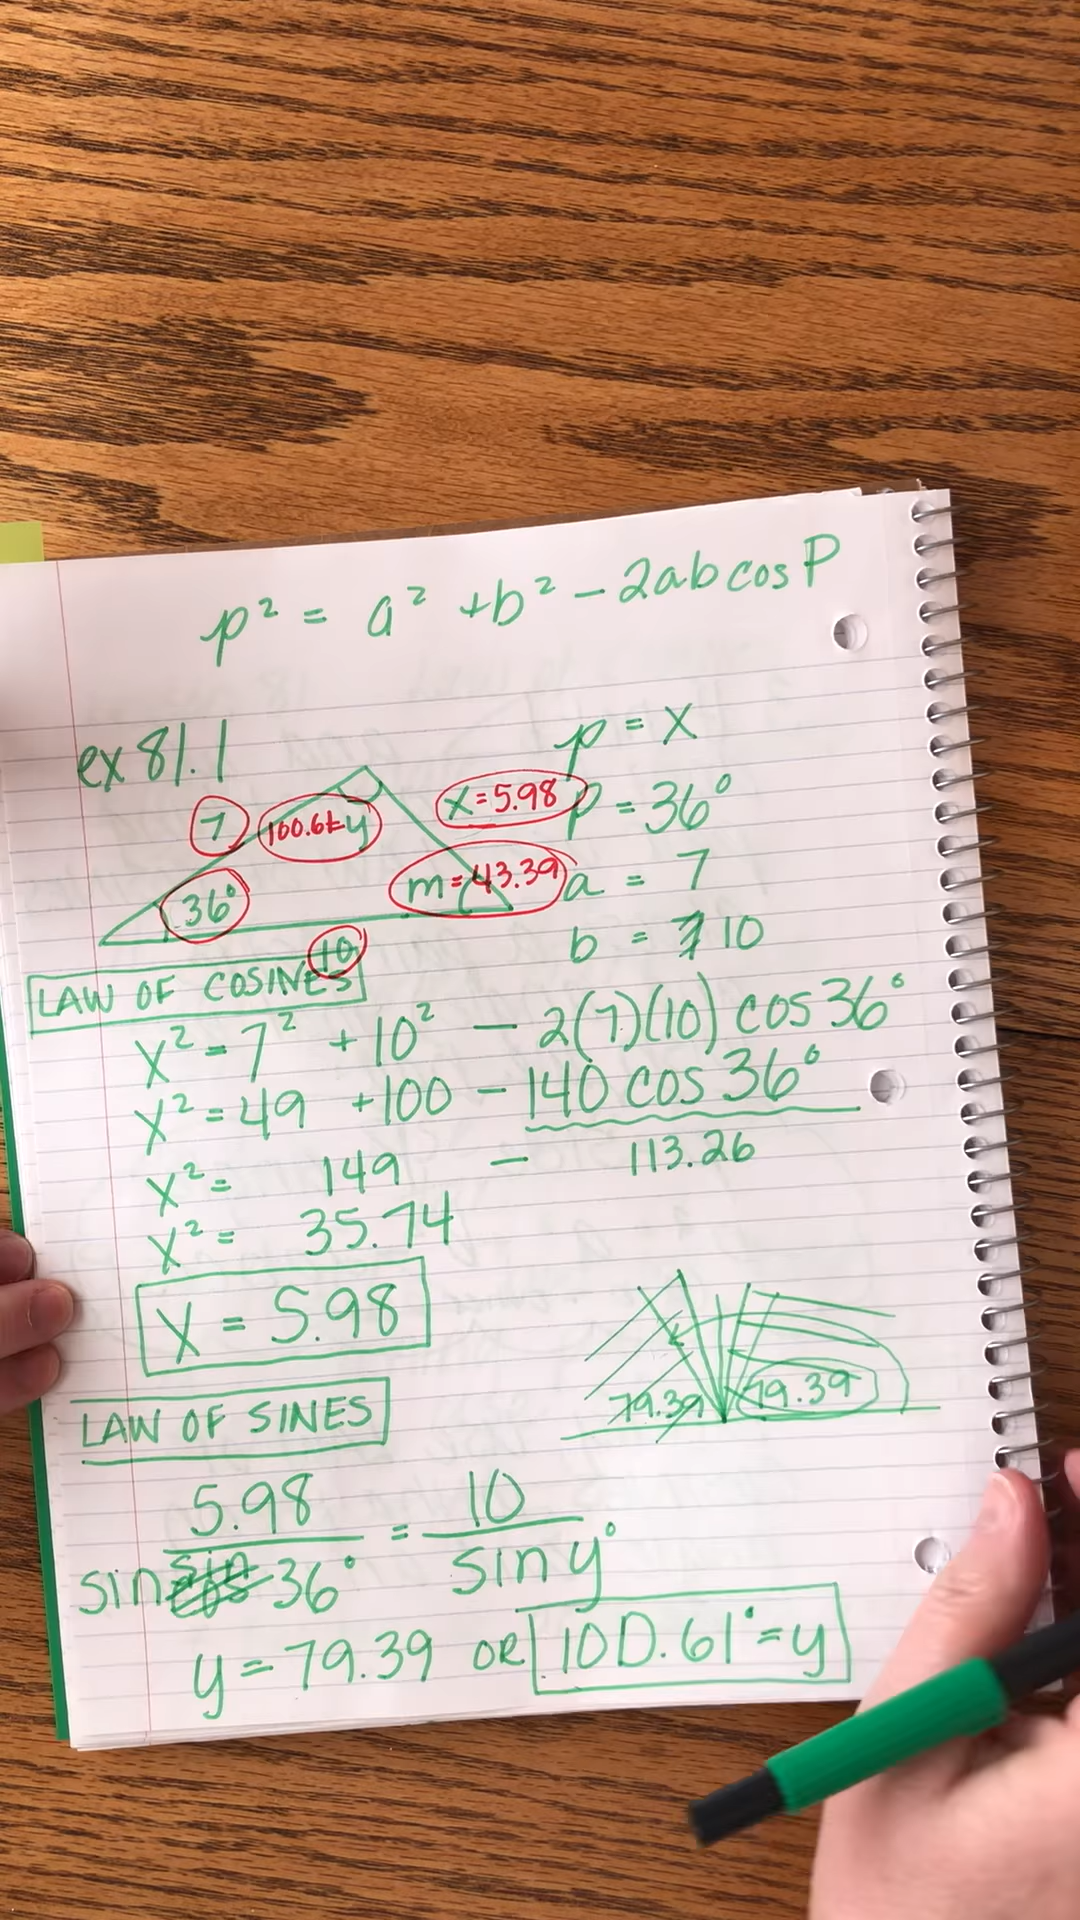 p² = a² + b² - 2ab cos P
ex 81.1
p = x
7
100.61=y
x=5.98
P = 36°
36°
m=43.39
a = 7
10
b = 7 10
LAW OF COSINES
x² = 7² + 10² - 2(7)(10) cos 36°
x² = 49 + 100 - 140 cos 36°
x² = 149 - 113.26
x² = 35.74
x = 5.98
79.39 79.39
LAW OF SINES
5.98 = 10
sin sin cos 36° sin y°
y = 79.39 OR 100.61° = y